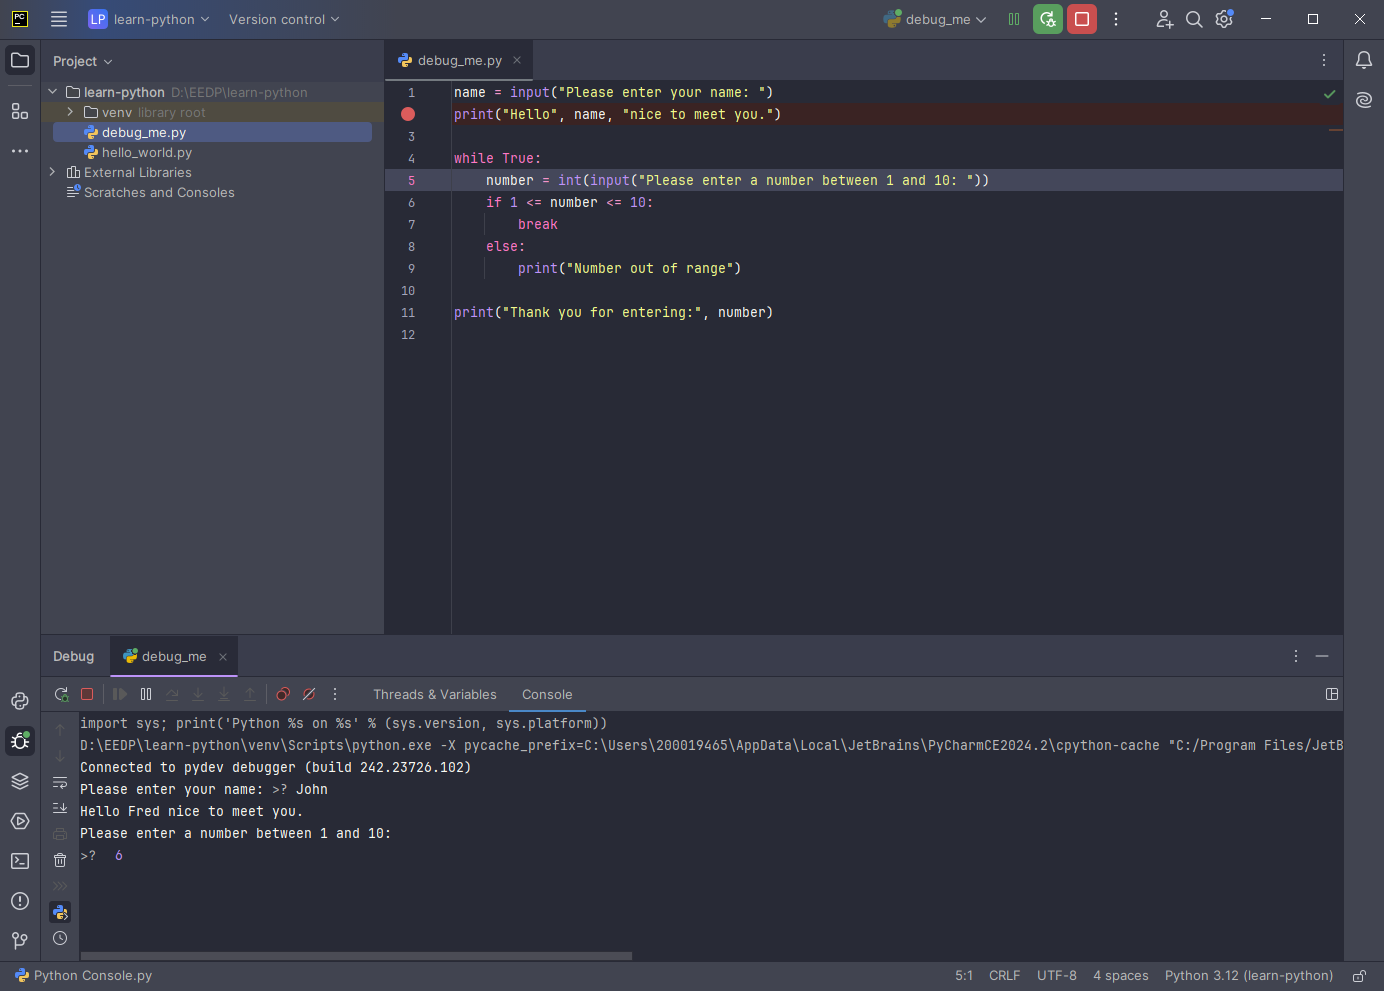 PC
LP learn-python Version control debug_me
Project
debug_me.py
learn-python D:\EEDP\learn-python
venv library root
debug_me.py
hello_world.py
External Libraries
Scratches and Consoles
1 name = input("Please enter your name: ")
print("Hello", name, "nice to meet you.")
3
4 while True:
5 number = int(input("Please enter a number between 1 and 10: "))
6 if 1 <= number <= 10:
7 break
8 else:
9 print("Number out of range")
10
11 print("Thank you for entering:", number)
12
Debug debug_me
Threads & Variables Console
import sys; print('Python %s on %s' % (sys.version, sys.platform))
D:\EEDP\learn-python\venv\Scripts\python.exe -X pycache_prefix=C:\Users\200019465\AppData\Local\JetBrains\PyCharmCE2024.2\cpython-cache "C:/Program Files/JetB
Connected to pydev debugger (build 242.23726.102)
Please enter your name: >? John
Hello Fred nice to meet you.
Please enter a number between 1 and 10:
>? 6
Python Console.py 5:1 CRLF UTF-8 4 spaces Python 3.12 (learn-python)